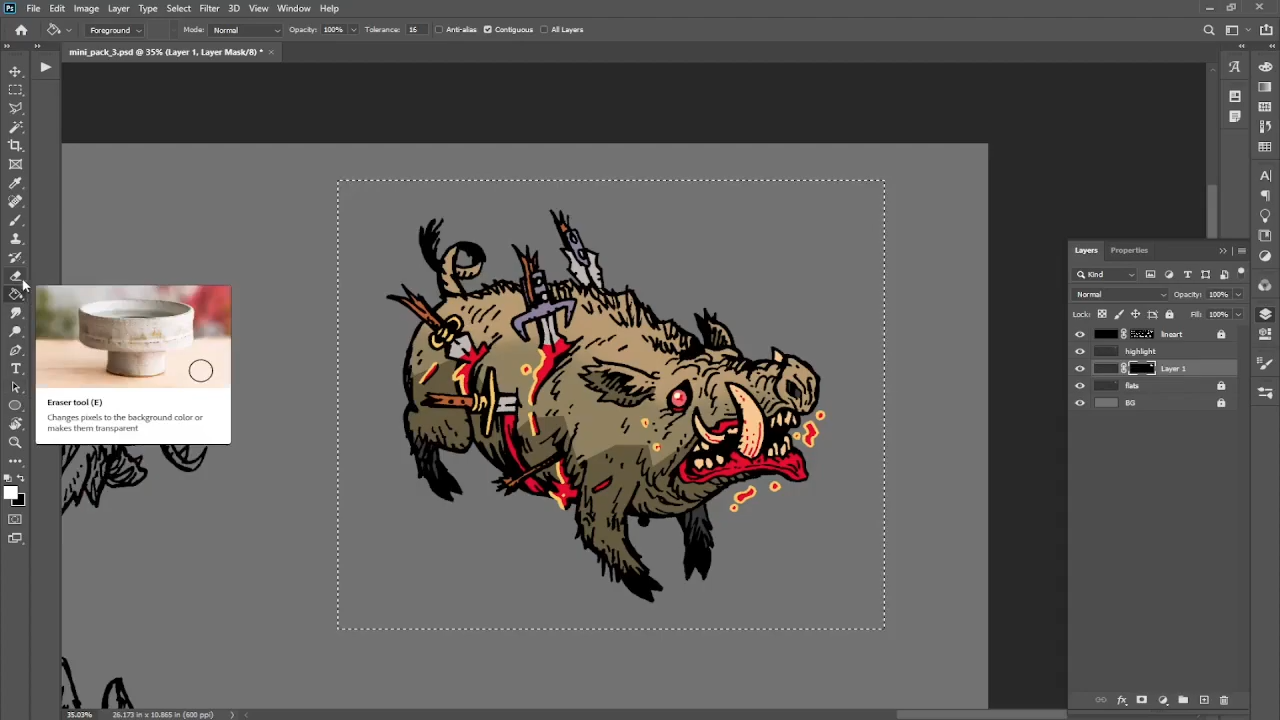 Ps File Edit Image Layer Type Select Filter 3D View Window Help
Foreground Mode: Normal Opacity: 100% Tolerance: 16 Anti-alias Contiguous All Layers
mini_pack_3.psd @ 35% (Layer 1, Layer Mask/8) *
Layers Properties
Kind
Normal Opacity: 100%
Lock: Fill: 100%
lineart
highlight
Layer 1
flats
BG
Eraser tool (E)
Changes pixels to the background color or
makes them transparent
35.03% 26.173 in x 10.865 in (600 ppi)